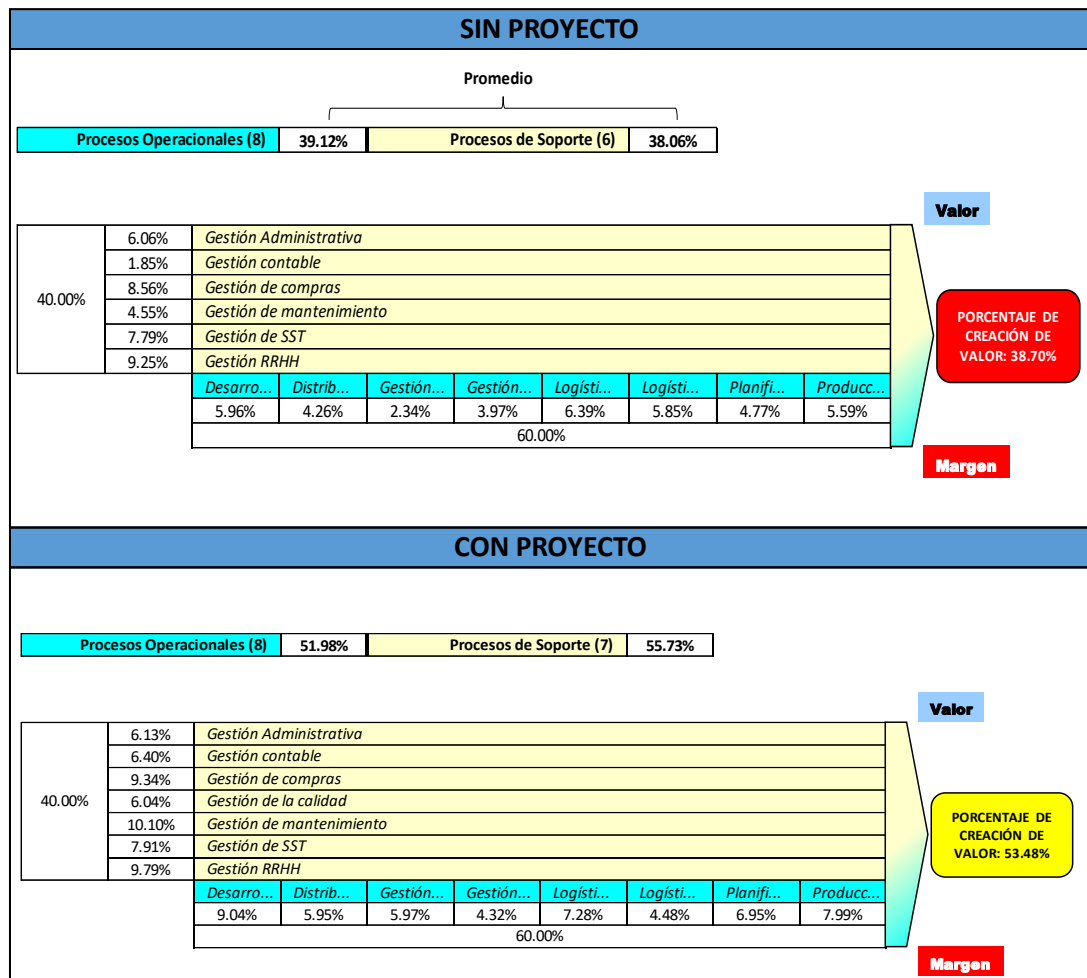 SIN PROYECTO
Promedio
Procesos Operacionales (8) 39.12% Procesos de Soporte (6) 38.06%
Valor
40.00%
6.06% Gestión Administrativa
1.85% Gestión contable
8.56% Gestión de compras
4.55% Gestión de mantenimiento
7.79% Gestión de SST
9.25% Gestión RRHH
PORCENTAJE DE
CREACIÓN DE
VALOR: 38.70%
Desarro... Distrib... Gestión... Gestión... Logísti... Logísti... Planifi... Producc...
5.96% 4.26% 2.34% 3.97% 6.39% 5.85% 4.77% 5.59%
60.00%
Margen
CON PROYECTO
Procesos Operacionales (8) 51.98% Procesos de Soporte (7) 55.73%
Valor
40.00%
6.13% Gestión Administrativa
6.40% Gestión contable
9.34% Gestión de compras
6.04% Gestión de la calidad
10.10% Gestión de mantenimiento
7.91% Gestión de SST
9.79% Gestión RRHH
PORCENTAJE DE
CREACIÓN DE
VALOR: 53.48%
Desarro... Distrib... Gestión... Gestión... Logísti... Logísti... Planifi... Producc...
9.04% 5.95% 5.97% 4.32% 7.28% 4.48% 6.95% 7.99%
60.00%
Margen